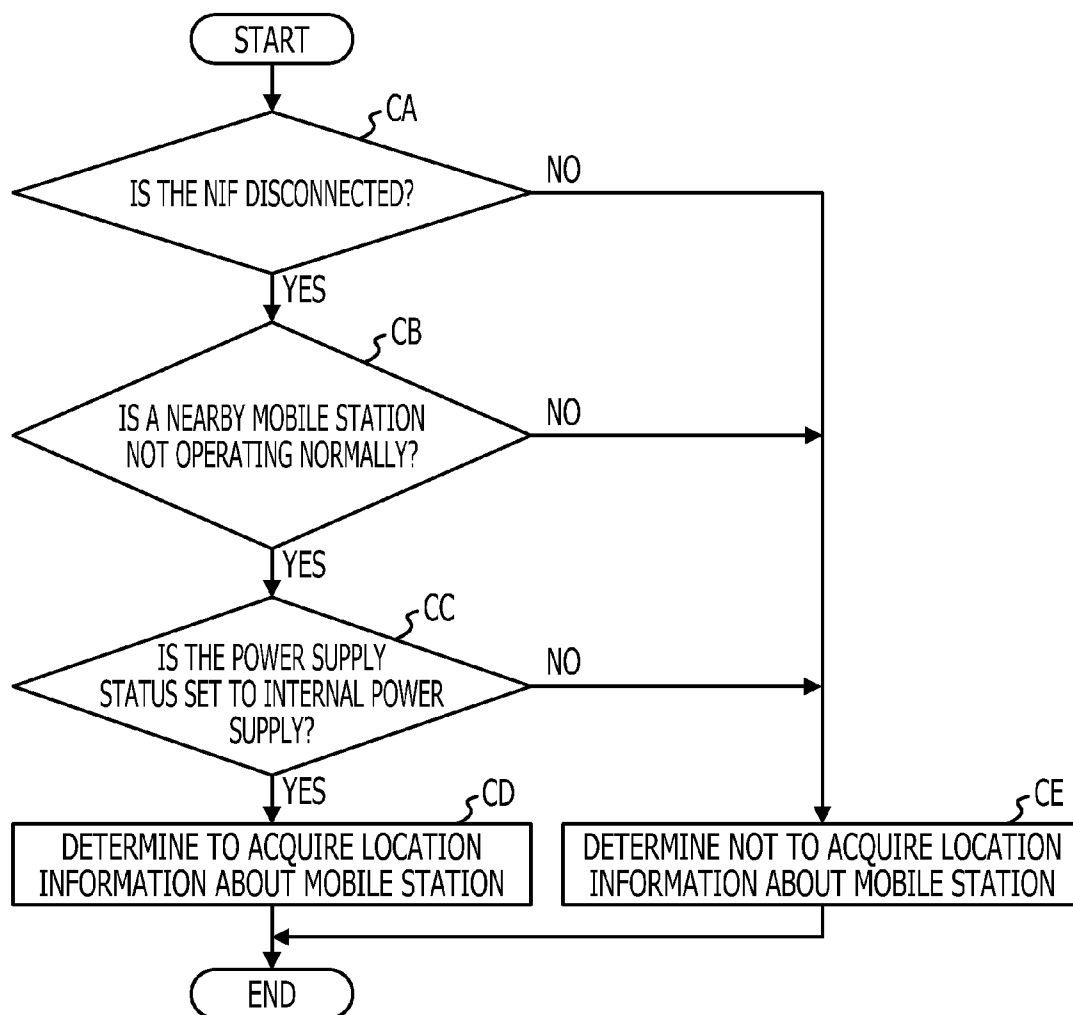 START
CA
IS THE NIF DISCONNECTED?
NO
YES
CB
IS A NEARBY MOBILE STATION
NOT OPERATING NORMALLY?
NO
YES
CC
IS THE POWER SUPPLY
STATUS SET TO INTERNAL POWER
SUPPLY?
NO
YES
CD
DETERMINE TO ACQUIRE LOCATION
INFORMATION ABOUT MOBILE STATION
CE
DETERMINE NOT TO ACQUIRE LOCATION
INFORMATION ABOUT MOBILE STATION
END